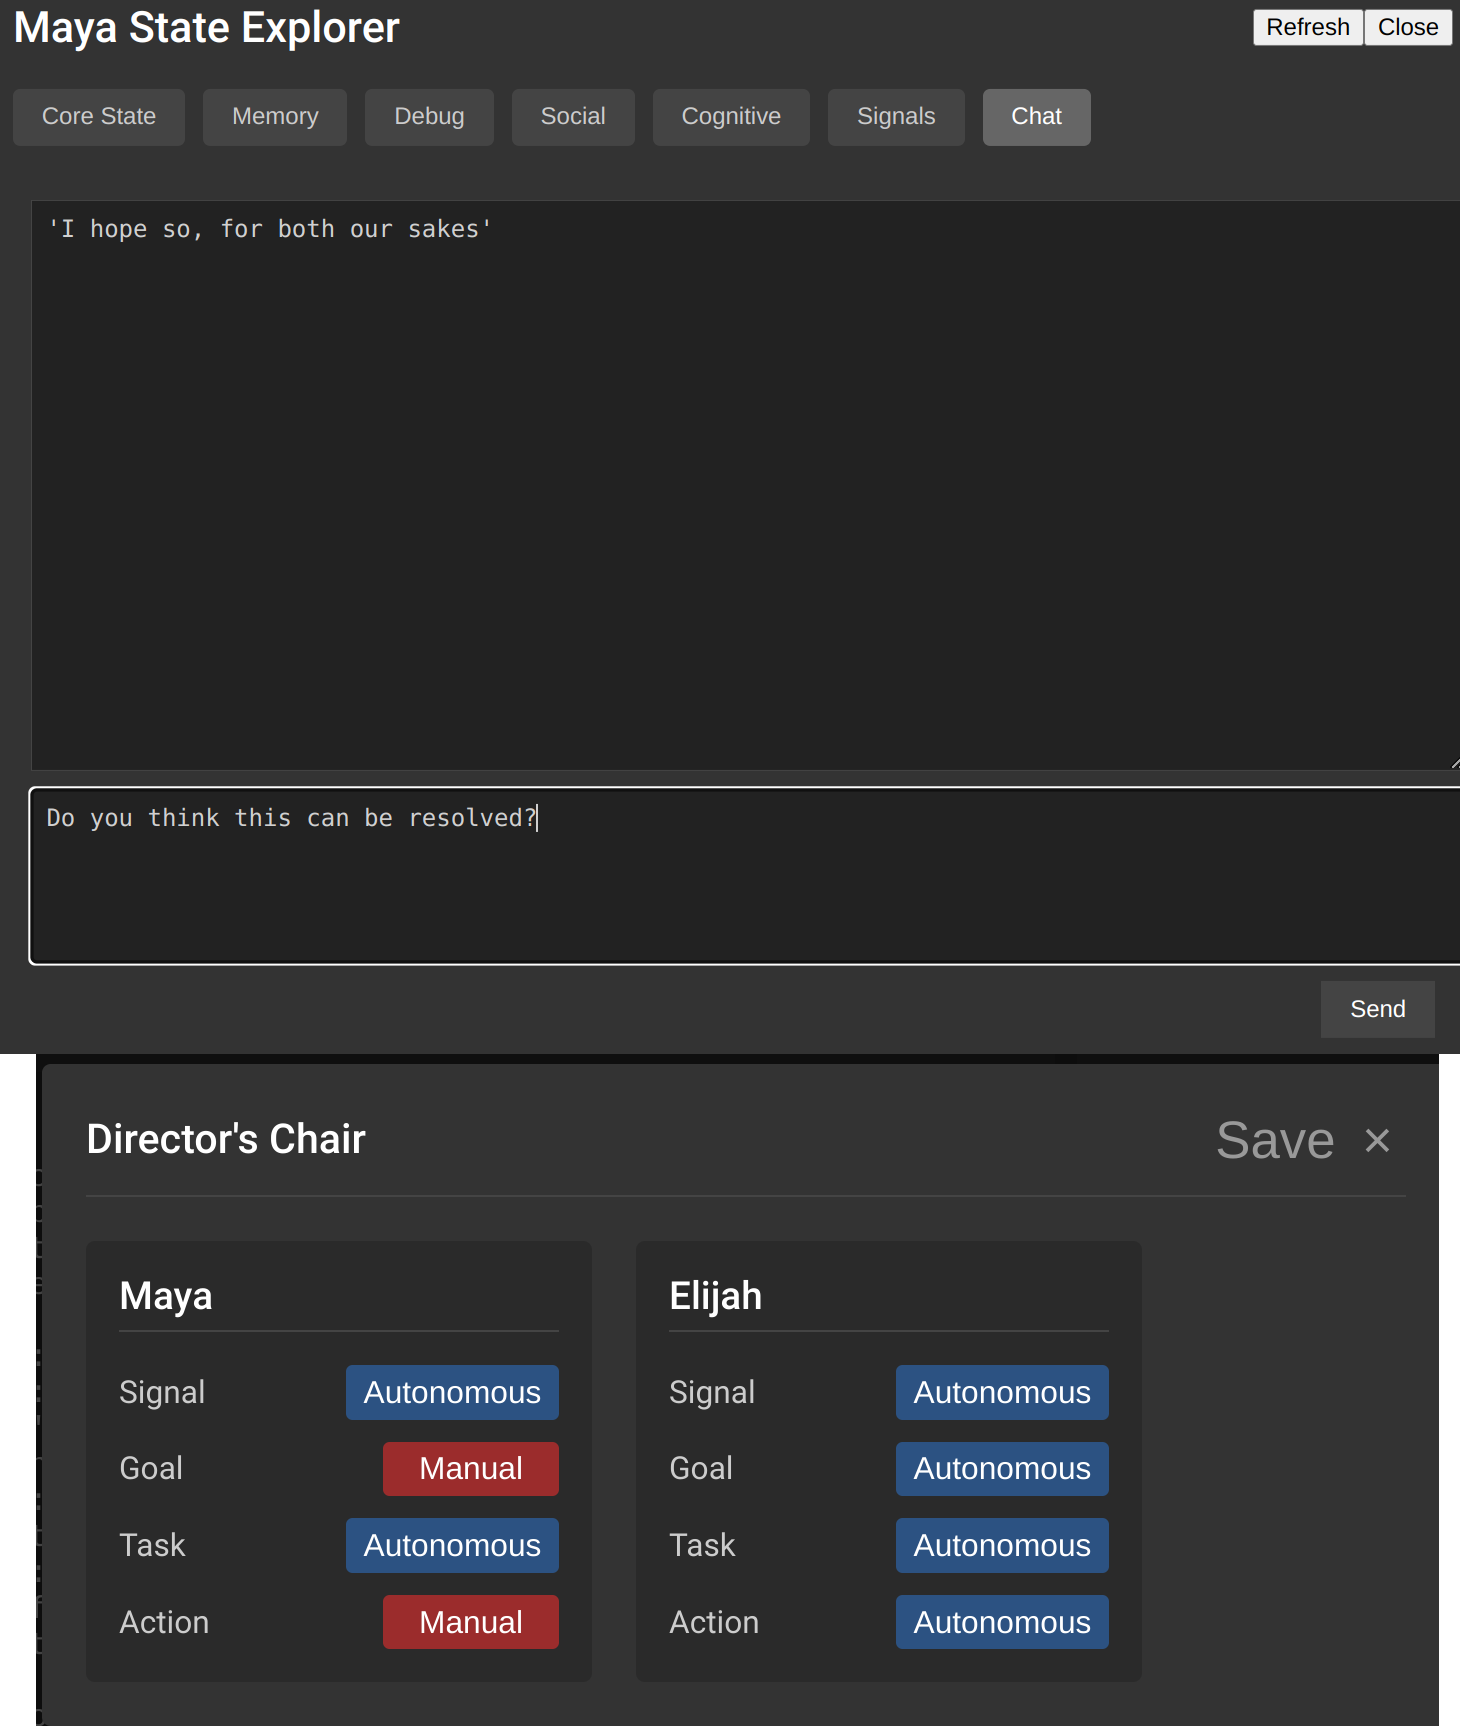 Maya State Explorer
Refresh Close
Core State Memory Debug Social Cognitive Signals Chat
'I hope so, for both our sakes'
Do you think this can be resolved?
Send
Director's Chair
Save ×
Maya
Signal Autonomous
Goal Manual
Task Autonomous
Action Manual
Elijah
Signal Autonomous
Goal Autonomous
Task Autonomous
Action Autonomous